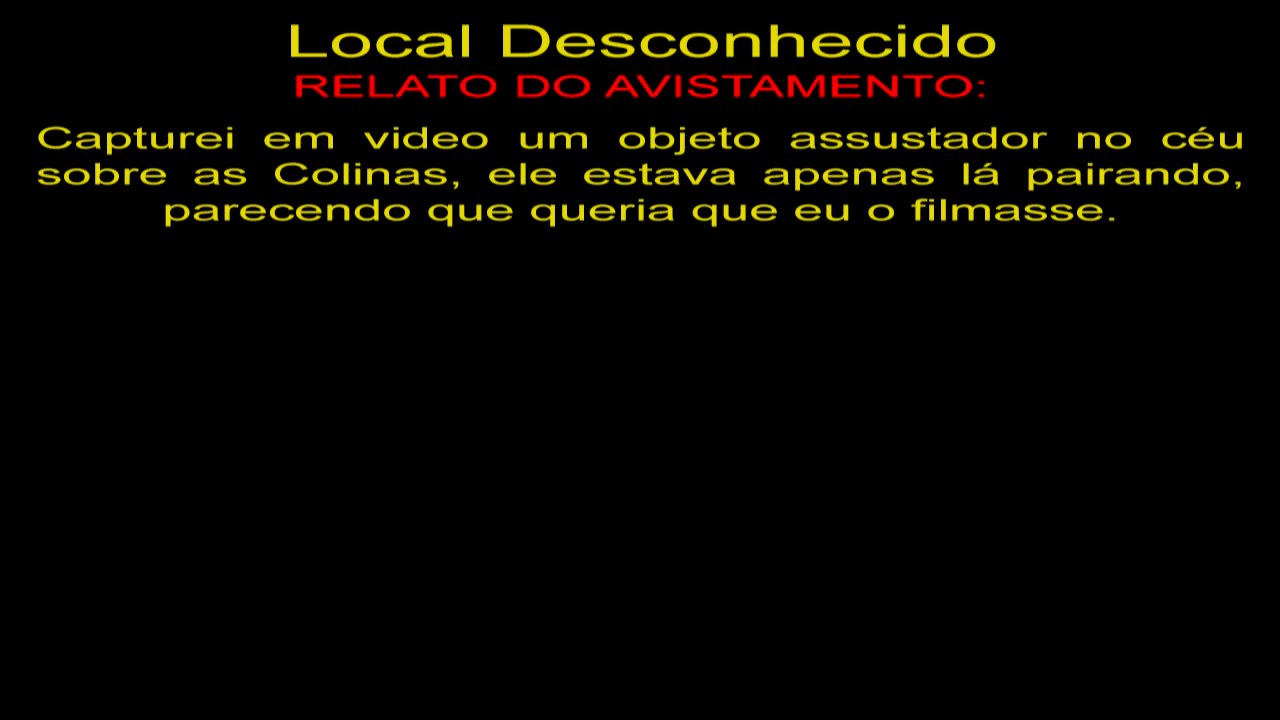 Local Desconhecido
RELATO DO AVISTAMENTO:
Capturei em video um objeto assustador no céu
sobre as Colinas, ele estava apenas lá pairando,
parecendo que queria que eu o filmasse.